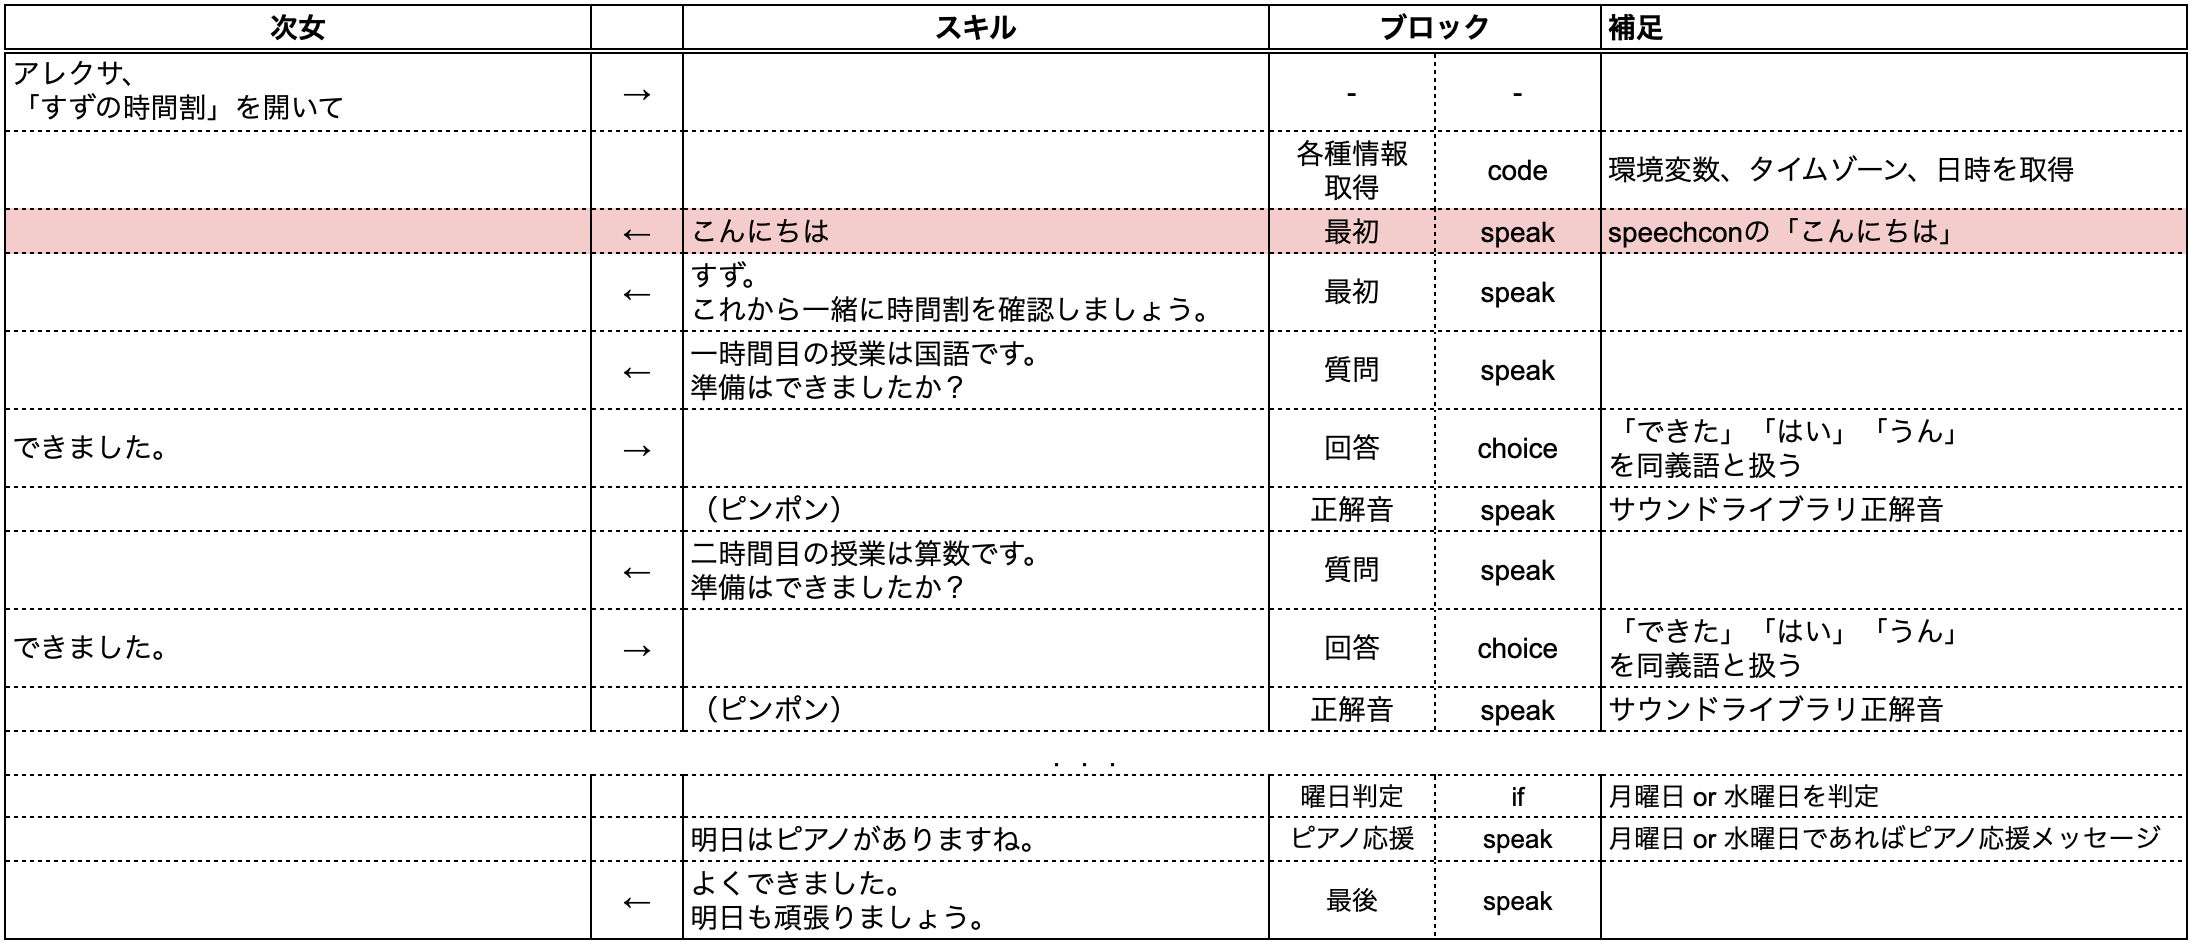 次女 スキル ブロック 補足
アレクサ、
「すずの時間割」を開いて → - -
各種情報
取得 code 環境変数、タイムゾーン、日時を取得
← こんにちは 最初 speak speechconの「こんにちは」
← すず。
これから一緒に時間割を確認しましょう。 最初 speak
← 一時間目の授業は国語です。
準備はできましたか？ 質問 speak
できました。 → 回答 choice 「できた」「はい」「うん」
を同義語と扱う
（ピンポン） 正解音 speak サウンドライブラリ正解音
← 二時間目の授業は算数です。
準備はできましたか？ 質問 speak
できました。 → 回答 choice 「できた」「はい」「うん」
を同義語と扱う
（ピンポン） 正解音 speak サウンドライブラリ正解音
．．．
曜日判定 if 月曜日 or 水曜日を判定
明日はピアノがありますね。 ピアノ応援 speak 月曜日 or 水曜日であればピアノ応援メッセージ
← よくできました。
明日も頑張りましょう。 最後 speak